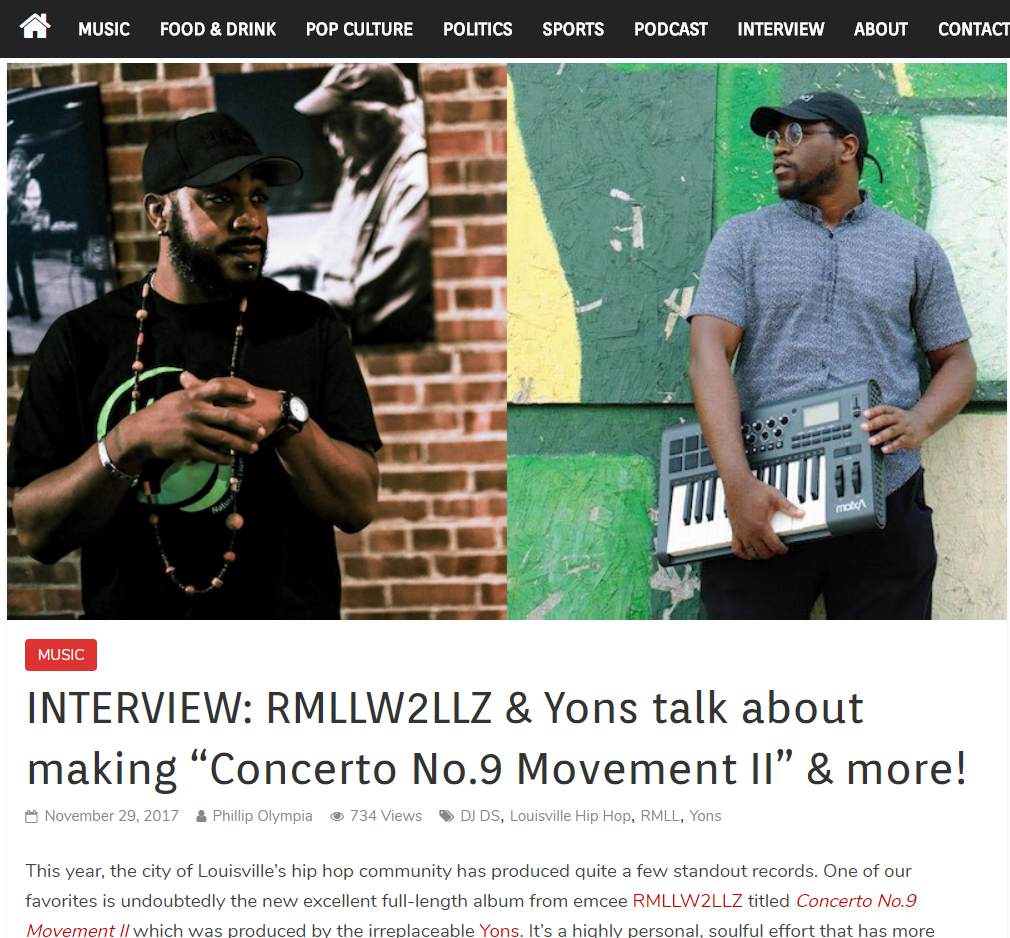 MUSIC FOOD & DRINK POP CULTURE POLITICS SPORTS PODCAST INTERVIEW ABOUT CONTACT
MUSIC
INTERVIEW: RMLLW2LLZ & Yons talk about
making “Concerto No.9 Movement II” & more!
November 29, 2017 Phillip Olympia 734 Views DJ DS, Louisville Hip Hop, RMLL, Yons
This year, the city of Louisville’s hip hop community has produced quite a few standout records. One of our
favorites is undoubtedly the new excellent full-length album from emcee RMLLW2LLZ titled Concerto No.9
Movement II which was produced by the irreplaceable Yons. It’s a highly personal, soulful effort that has more